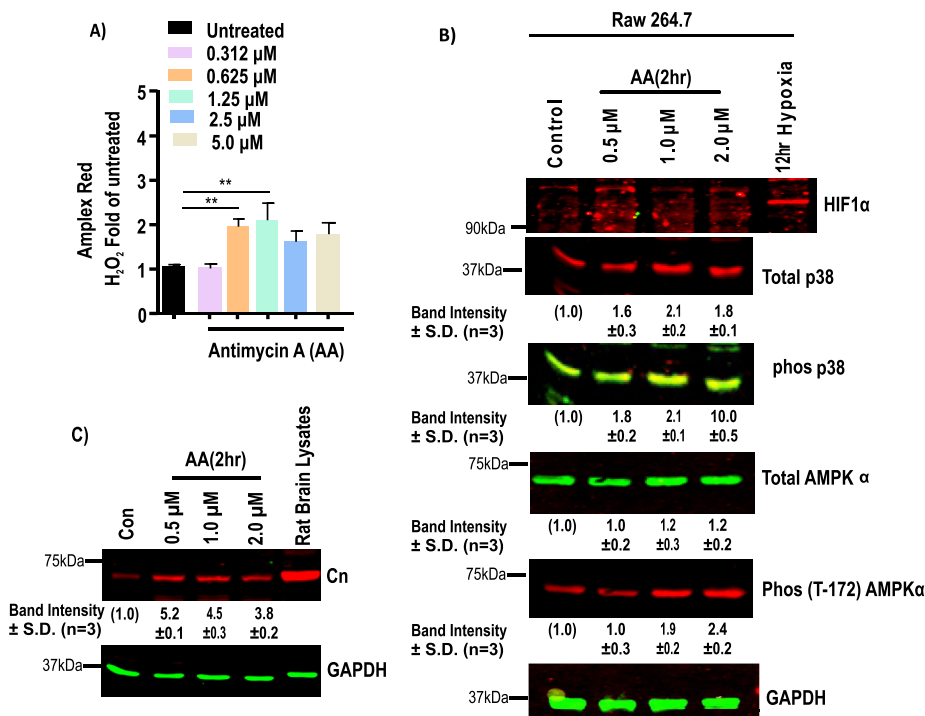 A)
Untreated
0.312 µM
0.625 µM
1.25 µM
2.5 µM
5.0 µM
Amplex Red
H₂O₂ Fold of untreated
5
4
3
2
1
0
**
**
Antimycin A (AA)
B)
Raw 264.7
AA(2hr)
Control
0.5 µM
1.0 µM
2.0 µM
12hr Hypoxia
HIF1α
90kDa
37kDa
Total p38
Band Intensity (1.0) 1.6 2.1 1.8
± S.D. (n=3) ±0.3 ±0.2 ±0.1
phos p38
37kDa
Band Intensity (1.0) 1.8 2.1 10.0
± S.D. (n=3) ±0.2 ±0.1 ±0.5
75kDa
Total AMPK α
Band Intensity (1.0) 1.0 1.2 1.2
± S.D. (n=3) ±0.2 ±0.3 ±0.2
75kDa
Phos (T-172) AMPKα
Band Intensity (1.0) 1.0 1.9 2.4
± S.D. (n=3) ±0.3 ±0.2 ±0.2
37kDa
GAPDH
C)
AA(2hr)
Con
0.5 µM
1.0 µM
2.0 µM
Rat Brain Lysates
75kDa
Cn
Band Intensity (1.0) 5.2 4.5 3.8
± S.D. (n=3) ±0.1 ±0.3 ±0.2
37kDa
GAPDH